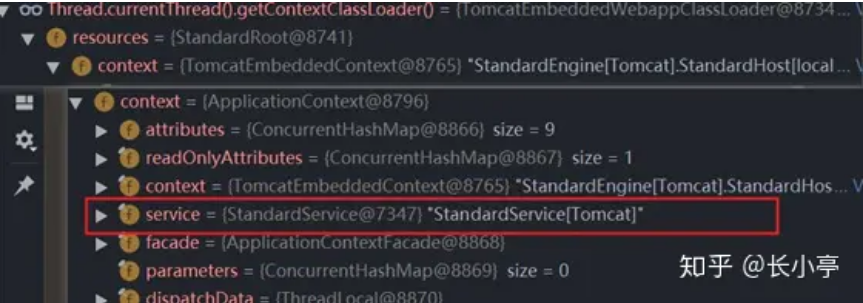 Thread.currentThread().getContextClassLoader() = {TomcatEmbeddedWebappClassLoader@8734...
resources = {StandardRoot@8741}
context = {TomcatEmbeddedContext@8765} "StandardEngine[Tomcat].StandardHost[local... V
context = {ApplicationContext@8796}
attributes = {ConcurrentHashMap@8866} size = 9
readOnlyAttributes = {ConcurrentHashMap@8867} size = 1
context = {TomcatEmbeddedContext@8765} "StandardEngine[Tomcat].StandardHos... V
service = {StandardService@7347} "StandardService[Tomcat]"
facade = {ApplicationContextFacade@8868}
parameters = {ConcurrentHashMap@8869} size = 0
dispatchData = {ThreadLocal@8870}
知乎 @长小亭